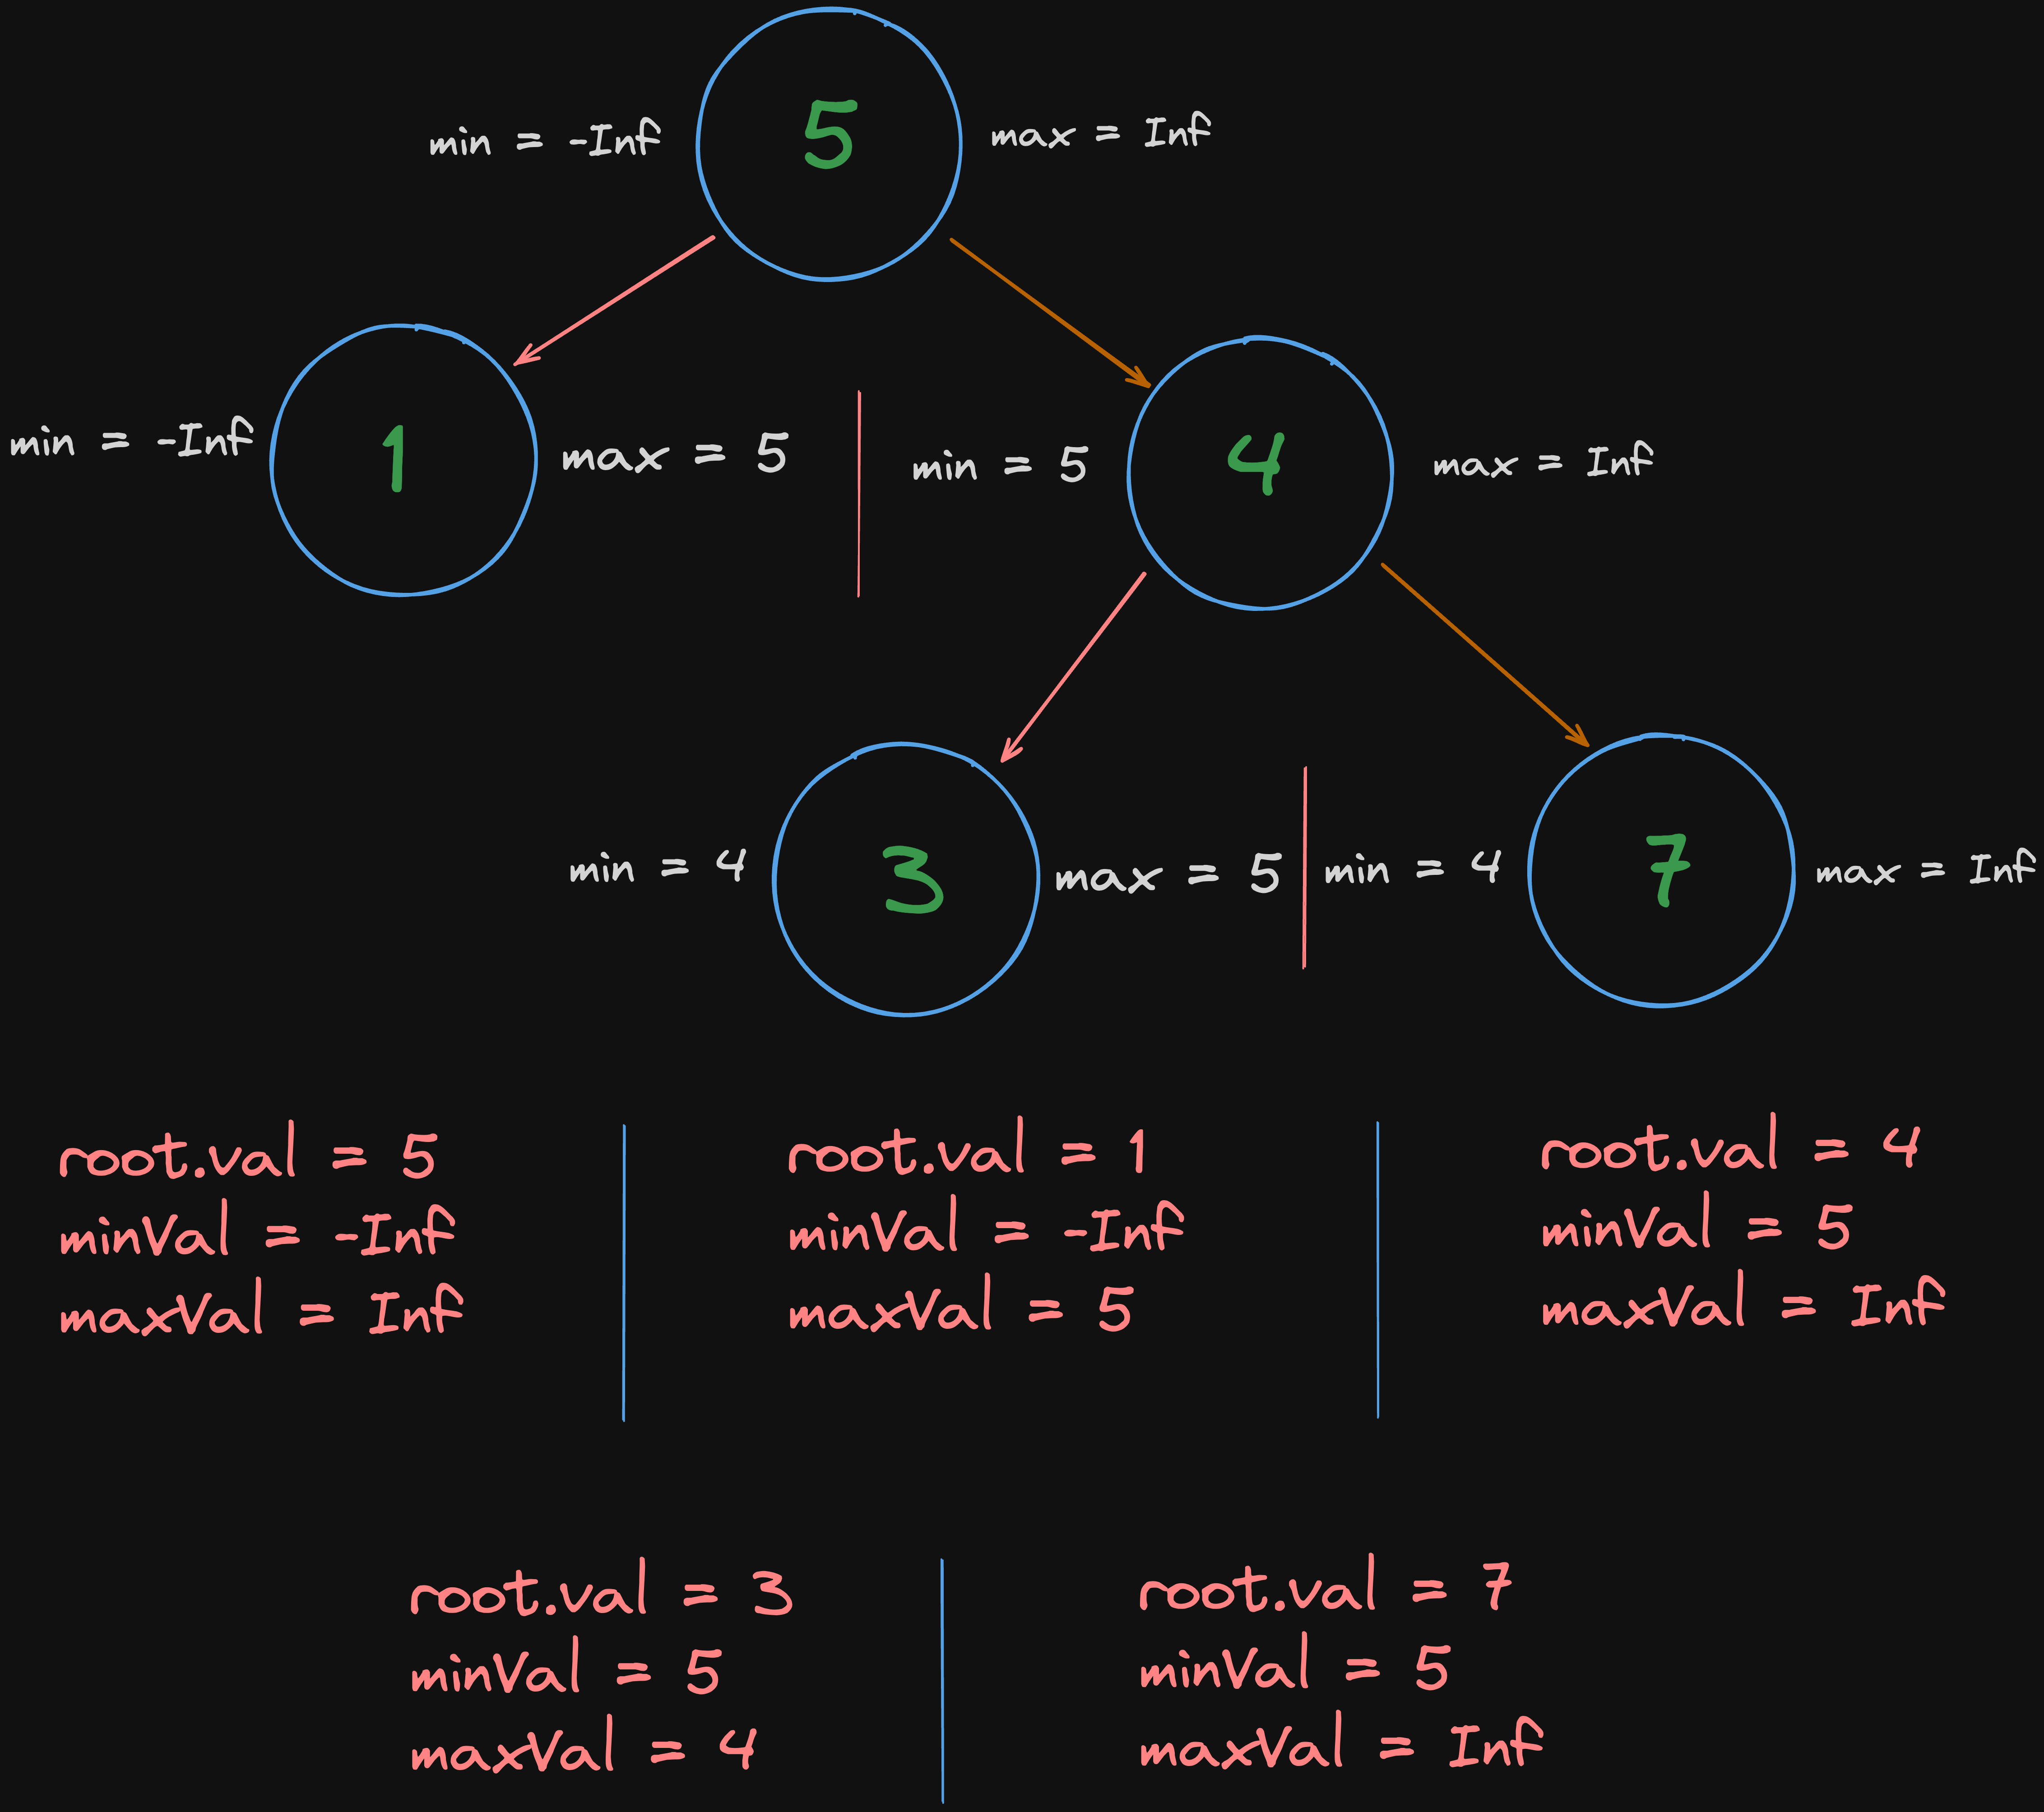 5
min = -Inf
max = Inf
1
min = -Inf
max = 5
4
min = 5
max = Inf
3
min = 4
max = 5
7
min = 4
max = Inf
root.val = 5
minVal = -Inf
maxVal = Inf
root.val = 1
minVal = -Inf
maxVal = 5
root.val = 4
minVal = 5
maxVal = Inf
root.val = 3
minVal = 5
maxVal = 4
root.val = 7
minVal = 5
maxVal = Inf